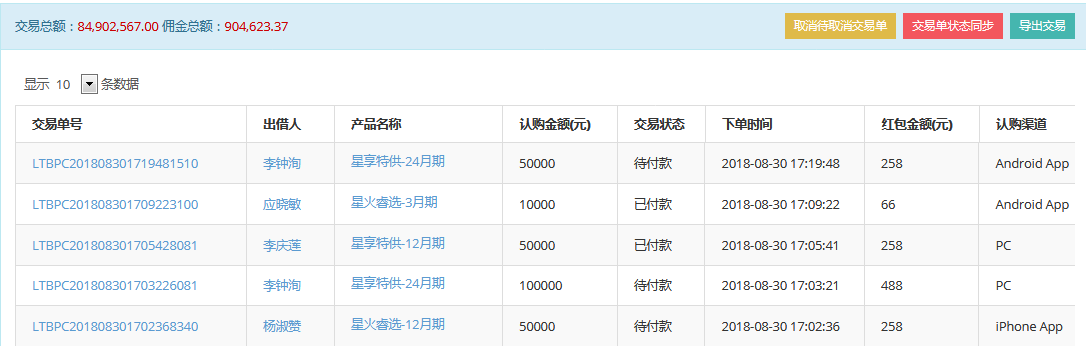 交易总额：84,902,567.00 佣金总额：904,623.37 取消待取消交易单 交易单状态同步 导出交易
显示 10 条数据
交易单号 出借人 产品名称 认购金额(元) 交易状态 下单时间 红包金额(元) 认购渠道
LTBPC201808301719481510 李钟洵 星享特供-24月期 50000 待付款 2018-08-30 17:19:48 258 Android App
LTBPC201808301709223100 应晓敏 星火睿选-3月期 10000 已付款 2018-08-30 17:09:22 66 Android App
LTBPC201808301705428081 李庆莲 星享特供-12月期 50000 已付款 2018-08-30 17:05:41 258 PC
LTBPC201808301703226081 李钟洵 星享特供-24月期 100000 待付款 2018-08-30 17:03:21 488 PC
LTBPC201808301702368340 杨淑赞 星火睿选-12月期 50000 待付款 2018-08-30 17:02:36 258 iPhone App